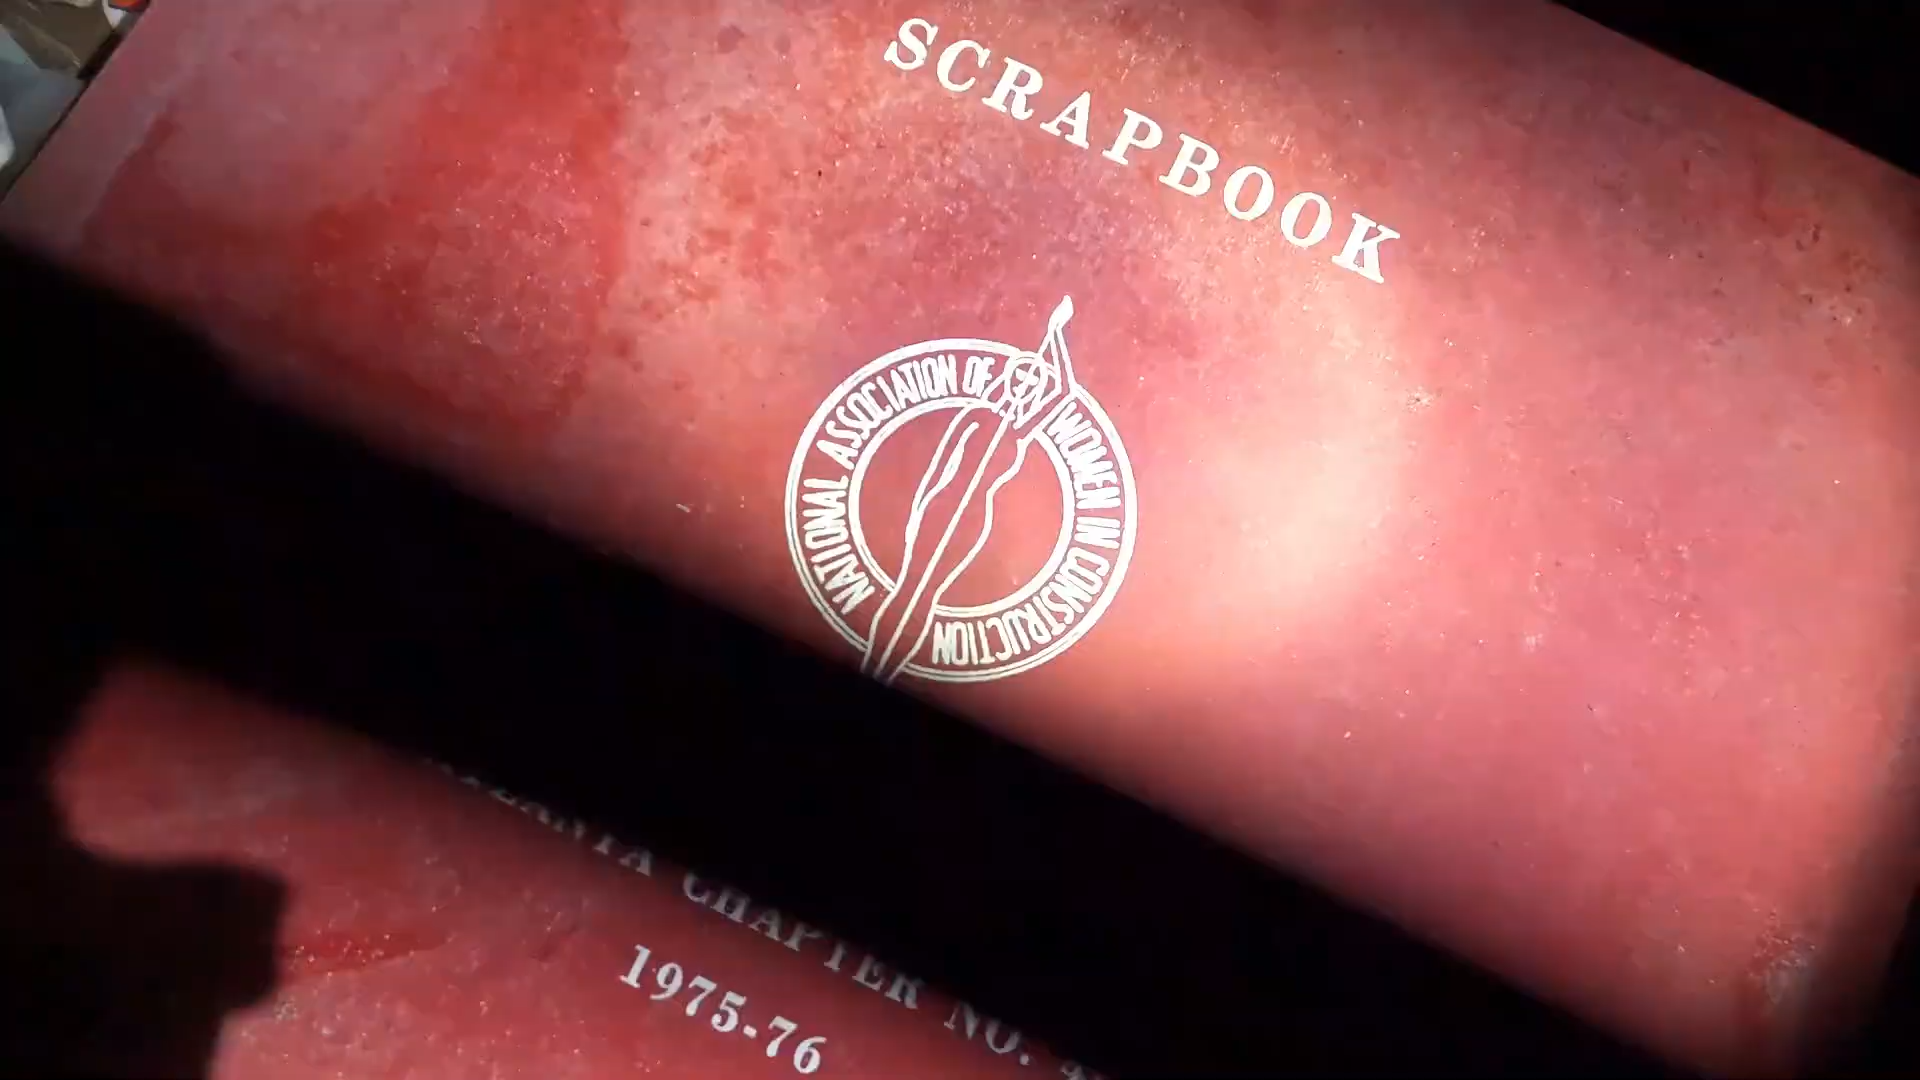 SCRAPBOOK
NATIONAL ASSOCIATION OF WOMEN IN CONSTRUCTION
CHAPTER NO.
1975-76